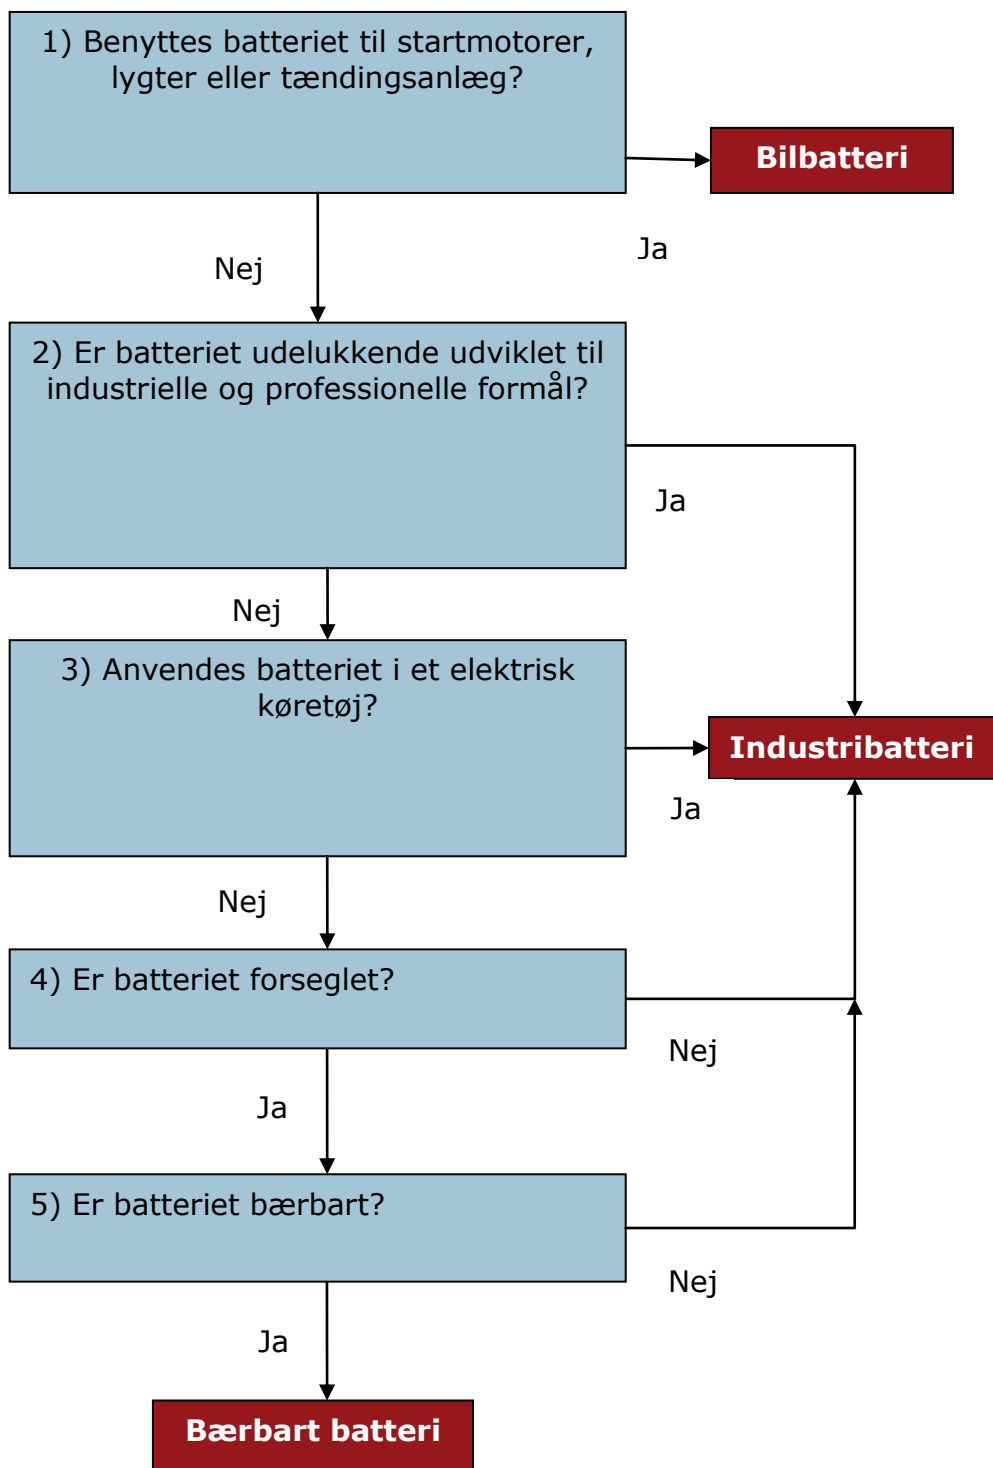 1) Benyttes batteriet til startmotorer,
lygter eller tændingsanlæg?
Bilbatteri
Ja
Nej
2) Er batteriet udelukkende udviklet til
industrielle og professionelle formål?
Ja
Nej
3) Anvendes batteriet i et elektrisk
køretøj?
Industribatteri
Ja
Nej
4) Er batteriet forseglet?
Nej
Ja
5) Er batteriet bærbart?
Nej
Ja
Bærbart batteri